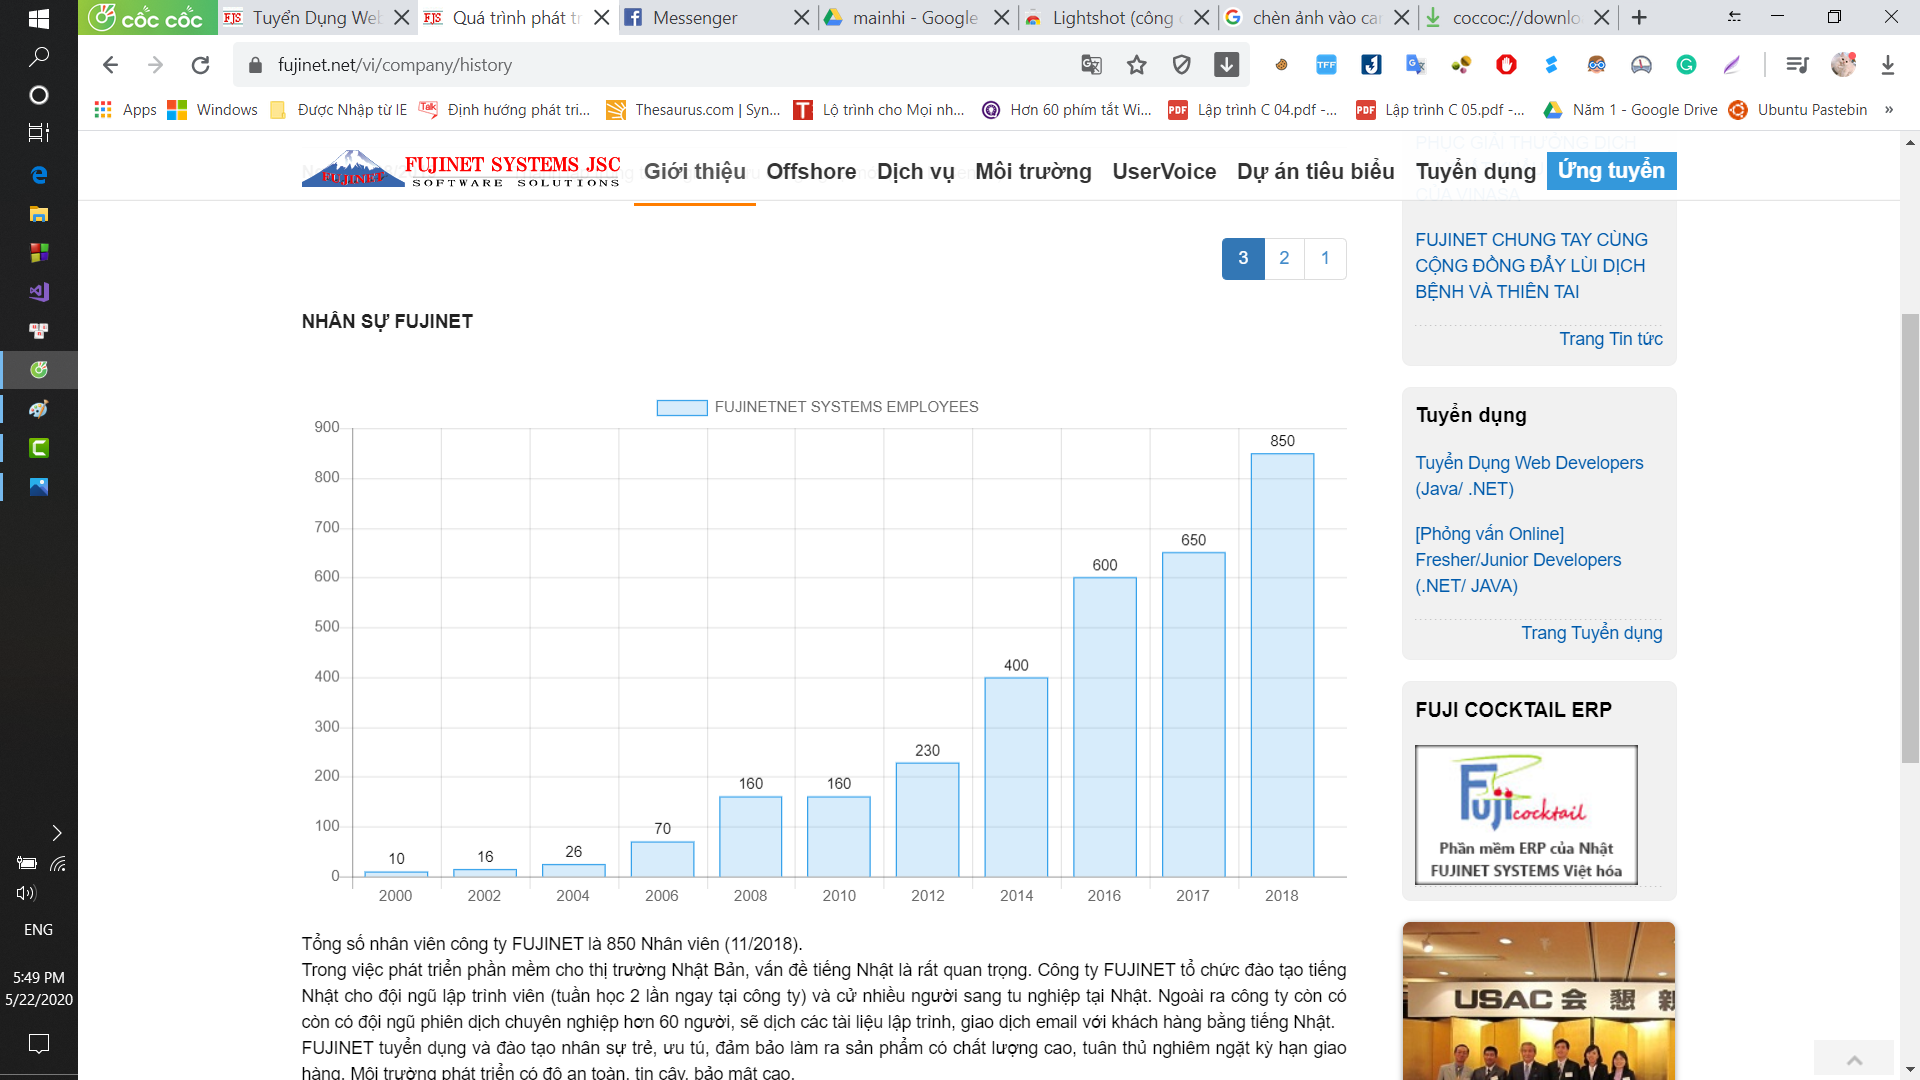 cốc cốc
Tuyển Dụng Web
Quá trình phát tr
Messenger
mainhi - Google
Lightshot (công
chèn ảnh vào ca
coccoc://downlo
fujinet.net/vi/company/history
Apps
Windows
Được Nhập từ IE
Định hướng phát tri...
Thesaurus.com | Syn...
Lộ trình cho Mọi nh...
Hơn 60 phím tắt Wi...
Lập trình C 04.pdf -...
Lập trình C 05.pdf -...
Năm 1 - Google Drive
Ubuntu Pastebin
»
FUJINET
FUJINET SYSTEMS JSC
SOFTWARE SOLUTIONS
Giới thiệu
Offshore
Dịch vụ
Môi trường
UserVoice
Dự án tiêu biểu
Tuyển dụng
Ứng tuyển
PHÚC GIẢI THƯỞNG DỊCH
CỦA VINASA
3 2 1
NHÂN SỰ FUJINET
FUJINETNET SYSTEMS EMPLOYEES
900
800
700
600
500
400
300
200
100
0
10
16
26
70
160
160
230
400
600
650
850
2000 2002 2004 2006 2008 2010 2012 2014 2016 2017 2018
Tổng số nhân viên công ty FUJINET là 850 Nhân viên (11/2018).
Trong việc phát triển phần mềm cho thị trường Nhật Bản, vấn đề tiếng Nhật là rất quan trọng. Công ty FUJINET tổ chức đào tạo tiếng
Nhật cho đội ngũ lập trình viên (tuần học 2 lần ngay tại công ty) và cử nhiều người sang tu nghiệp tại Nhật. Ngoài ra công ty còn có
còn có đội ngũ phiên dịch chuyên nghiệp hơn 60 người, sẽ dịch các tài liệu lập trình, giao dịch email với khách hàng bằng tiếng Nhật.
FUJINET tuyển dụng và đào tạo nhân sự trẻ, ưu tú, đảm bảo làm ra sản phẩm có chất lượng cao, tuân thủ nghiêm ngặt kỳ hạn giao
hàng. Môi trường phát triển có độ an toàn, tin cậy, bảo mật cao.
FUJINET CHUNG TAY CÙNG
CỘNG ĐỒNG ĐẨY LÙI DỊCH
BỆNH VÀ THIÊN TAI
Trang Tin tức
Tuyển dụng
Tuyển Dụng Web Developers
(Java/ .NET)
[Phỏng vấn Online]
Fresher/Junior Developers
(.NET/ JAVA)
Trang Tuyển dụng
FUJI COCKTAIL ERP
Fuji cocktail
Phần mềm ERP của Nhật
FUJINET SYSTEMS Việt hóa
USAC会 懇 新
ENG
5:49 PM
5/22/2020